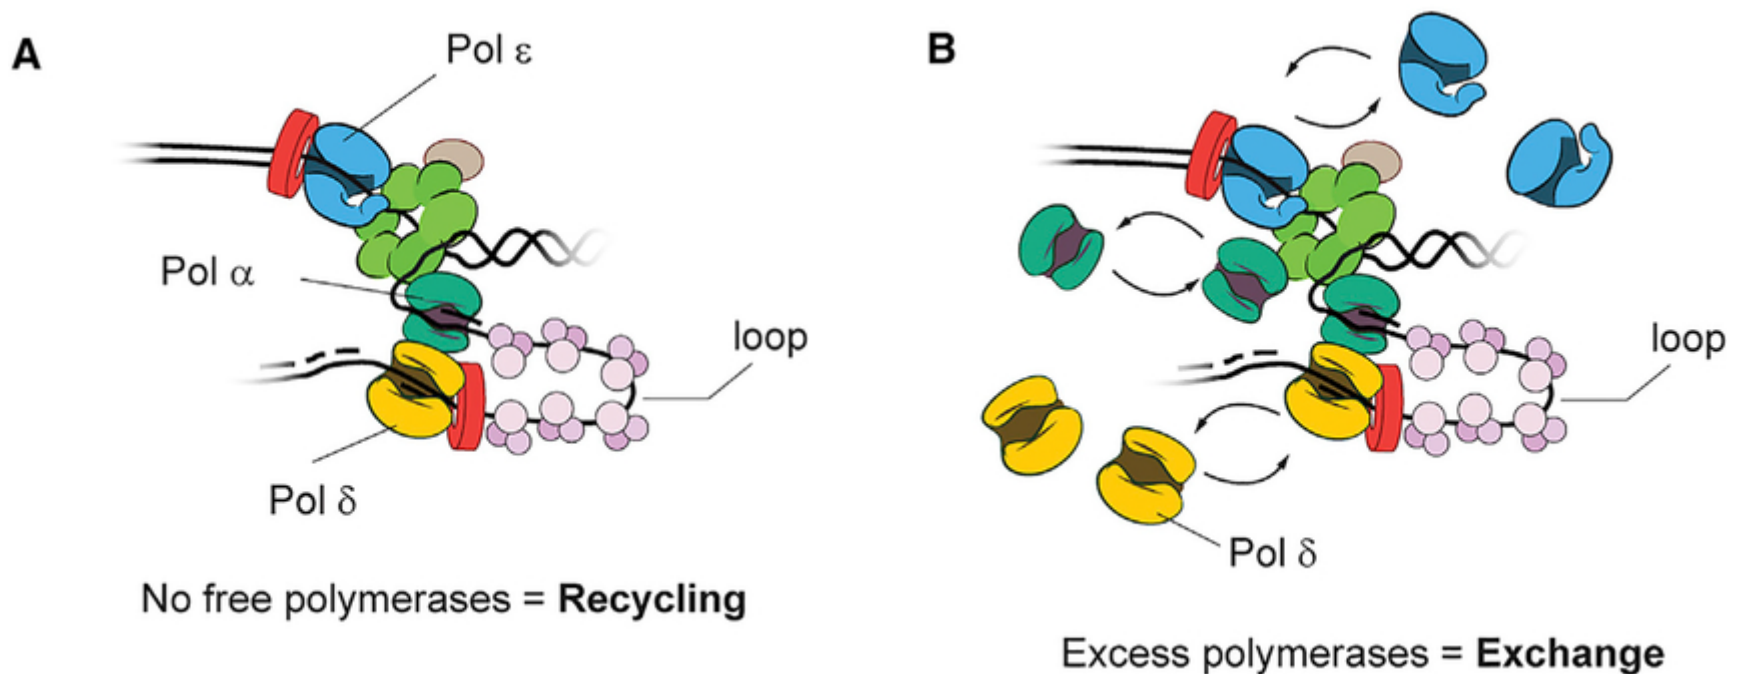 A
Pol ε
Pol α
loop
Pol δ
No free polymerases = Recycling
B
loop
Pol δ
Excess polymerases = Exchange